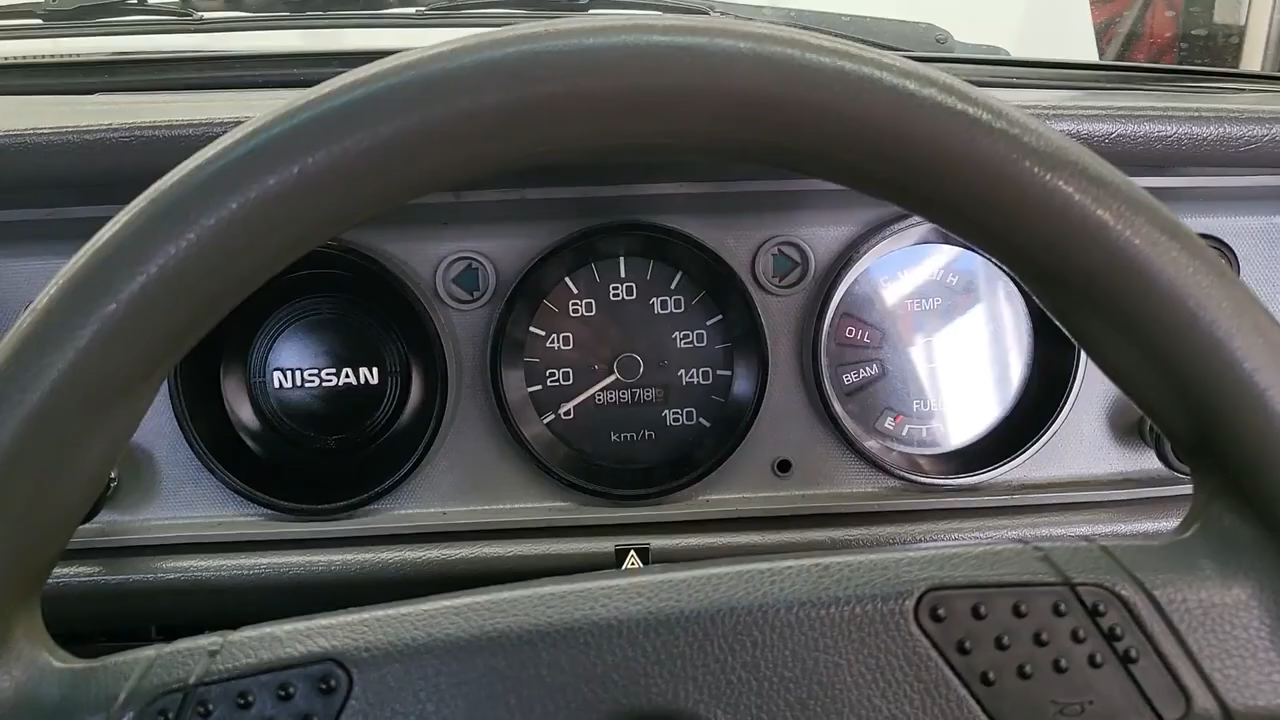 NISSAN
60 80 100
40 120
20 140
0 160
88978
km/h
C H
TEMP
OIL
BEAM
FUEL
E